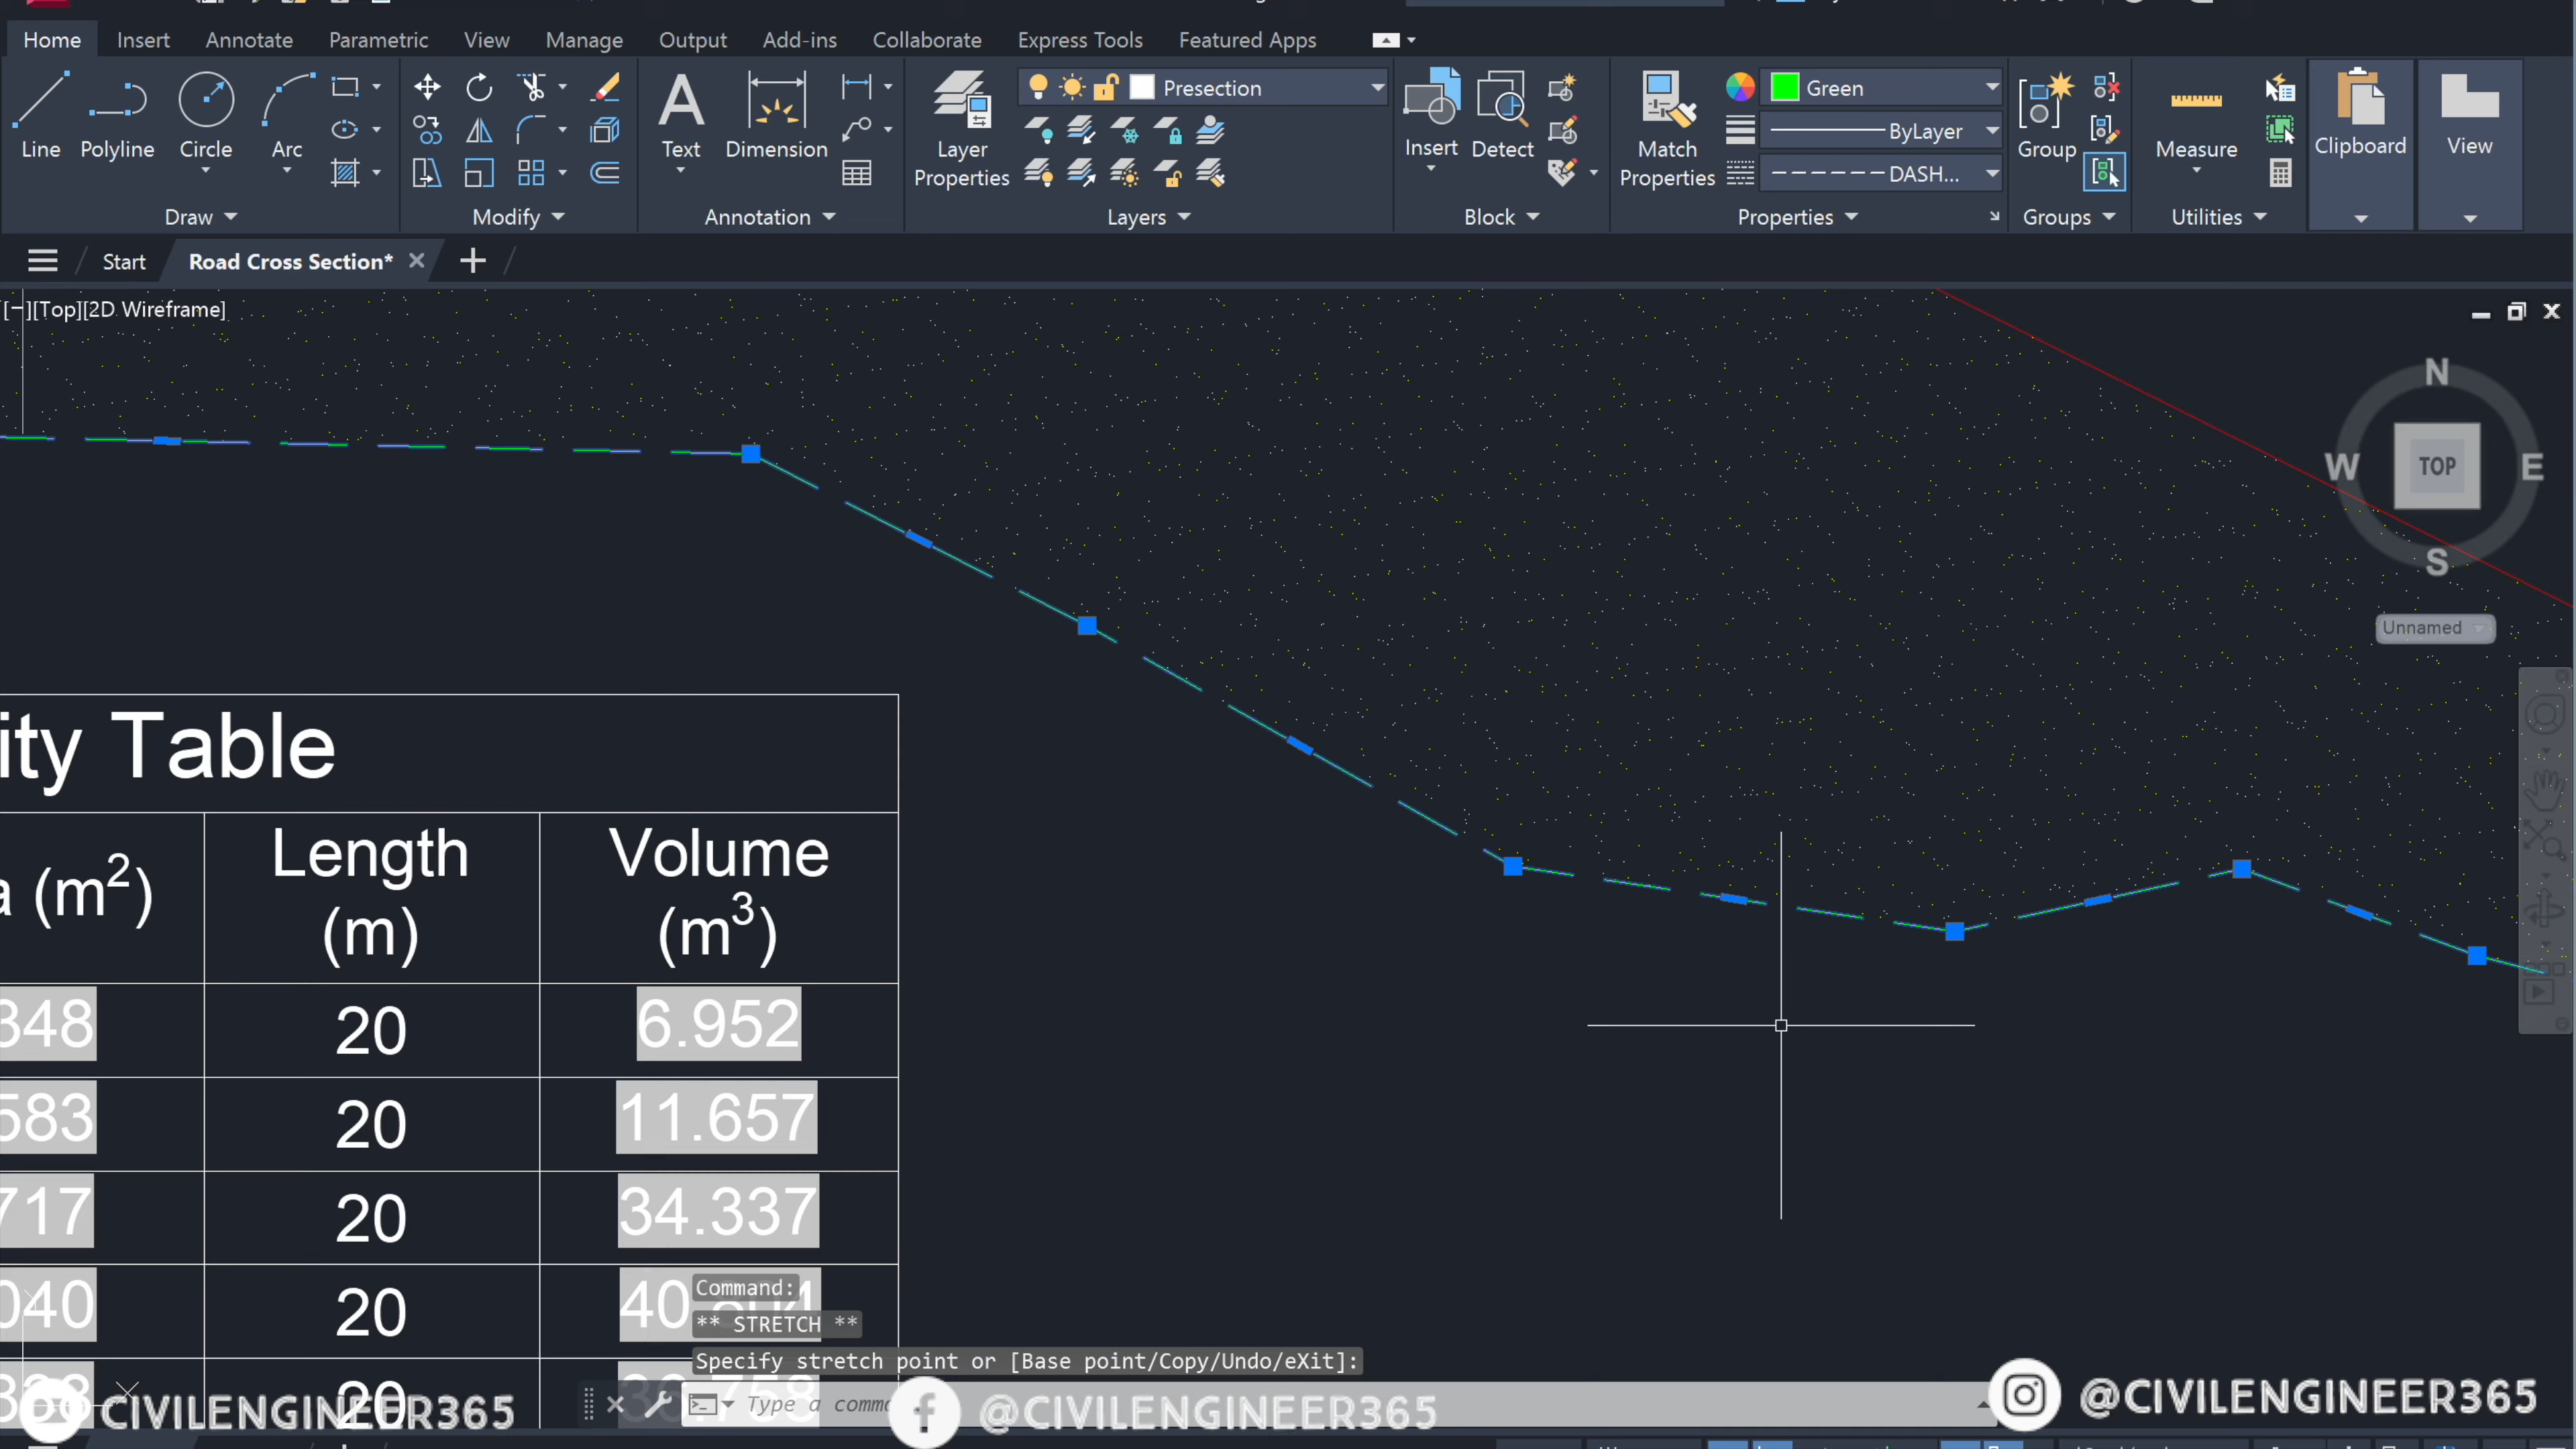 Home Insert Annotate Parametric View Manage Output Add-ins Collaborate Express Tools Featured Apps
Line Polyline Circle Arc
Draw
Modify
Text Dimension
Annotation
Layer Properties
Presection
Layers
Insert Detect
Block
Match Properties
Green
ByLayer
DASH...
Properties
Group
Groups
Measure
Utilities
Clipboard
View
Start Road Cross Section*
[−][Top][2D Wireframe]
N
W TOP E
S
Unnamed
ity Table
a (m2) Length (m) Volume (m3)
348 20 6.952
583 20 11.657
717 20 34.337
040 20
20
Command:
** STRETCH **
Specify stretch point or [Base point/Copy/Undo/eXit]:
Type a
CIVILENGINEER365
@CIVILENGINEER365
@CIVILENGINEER365